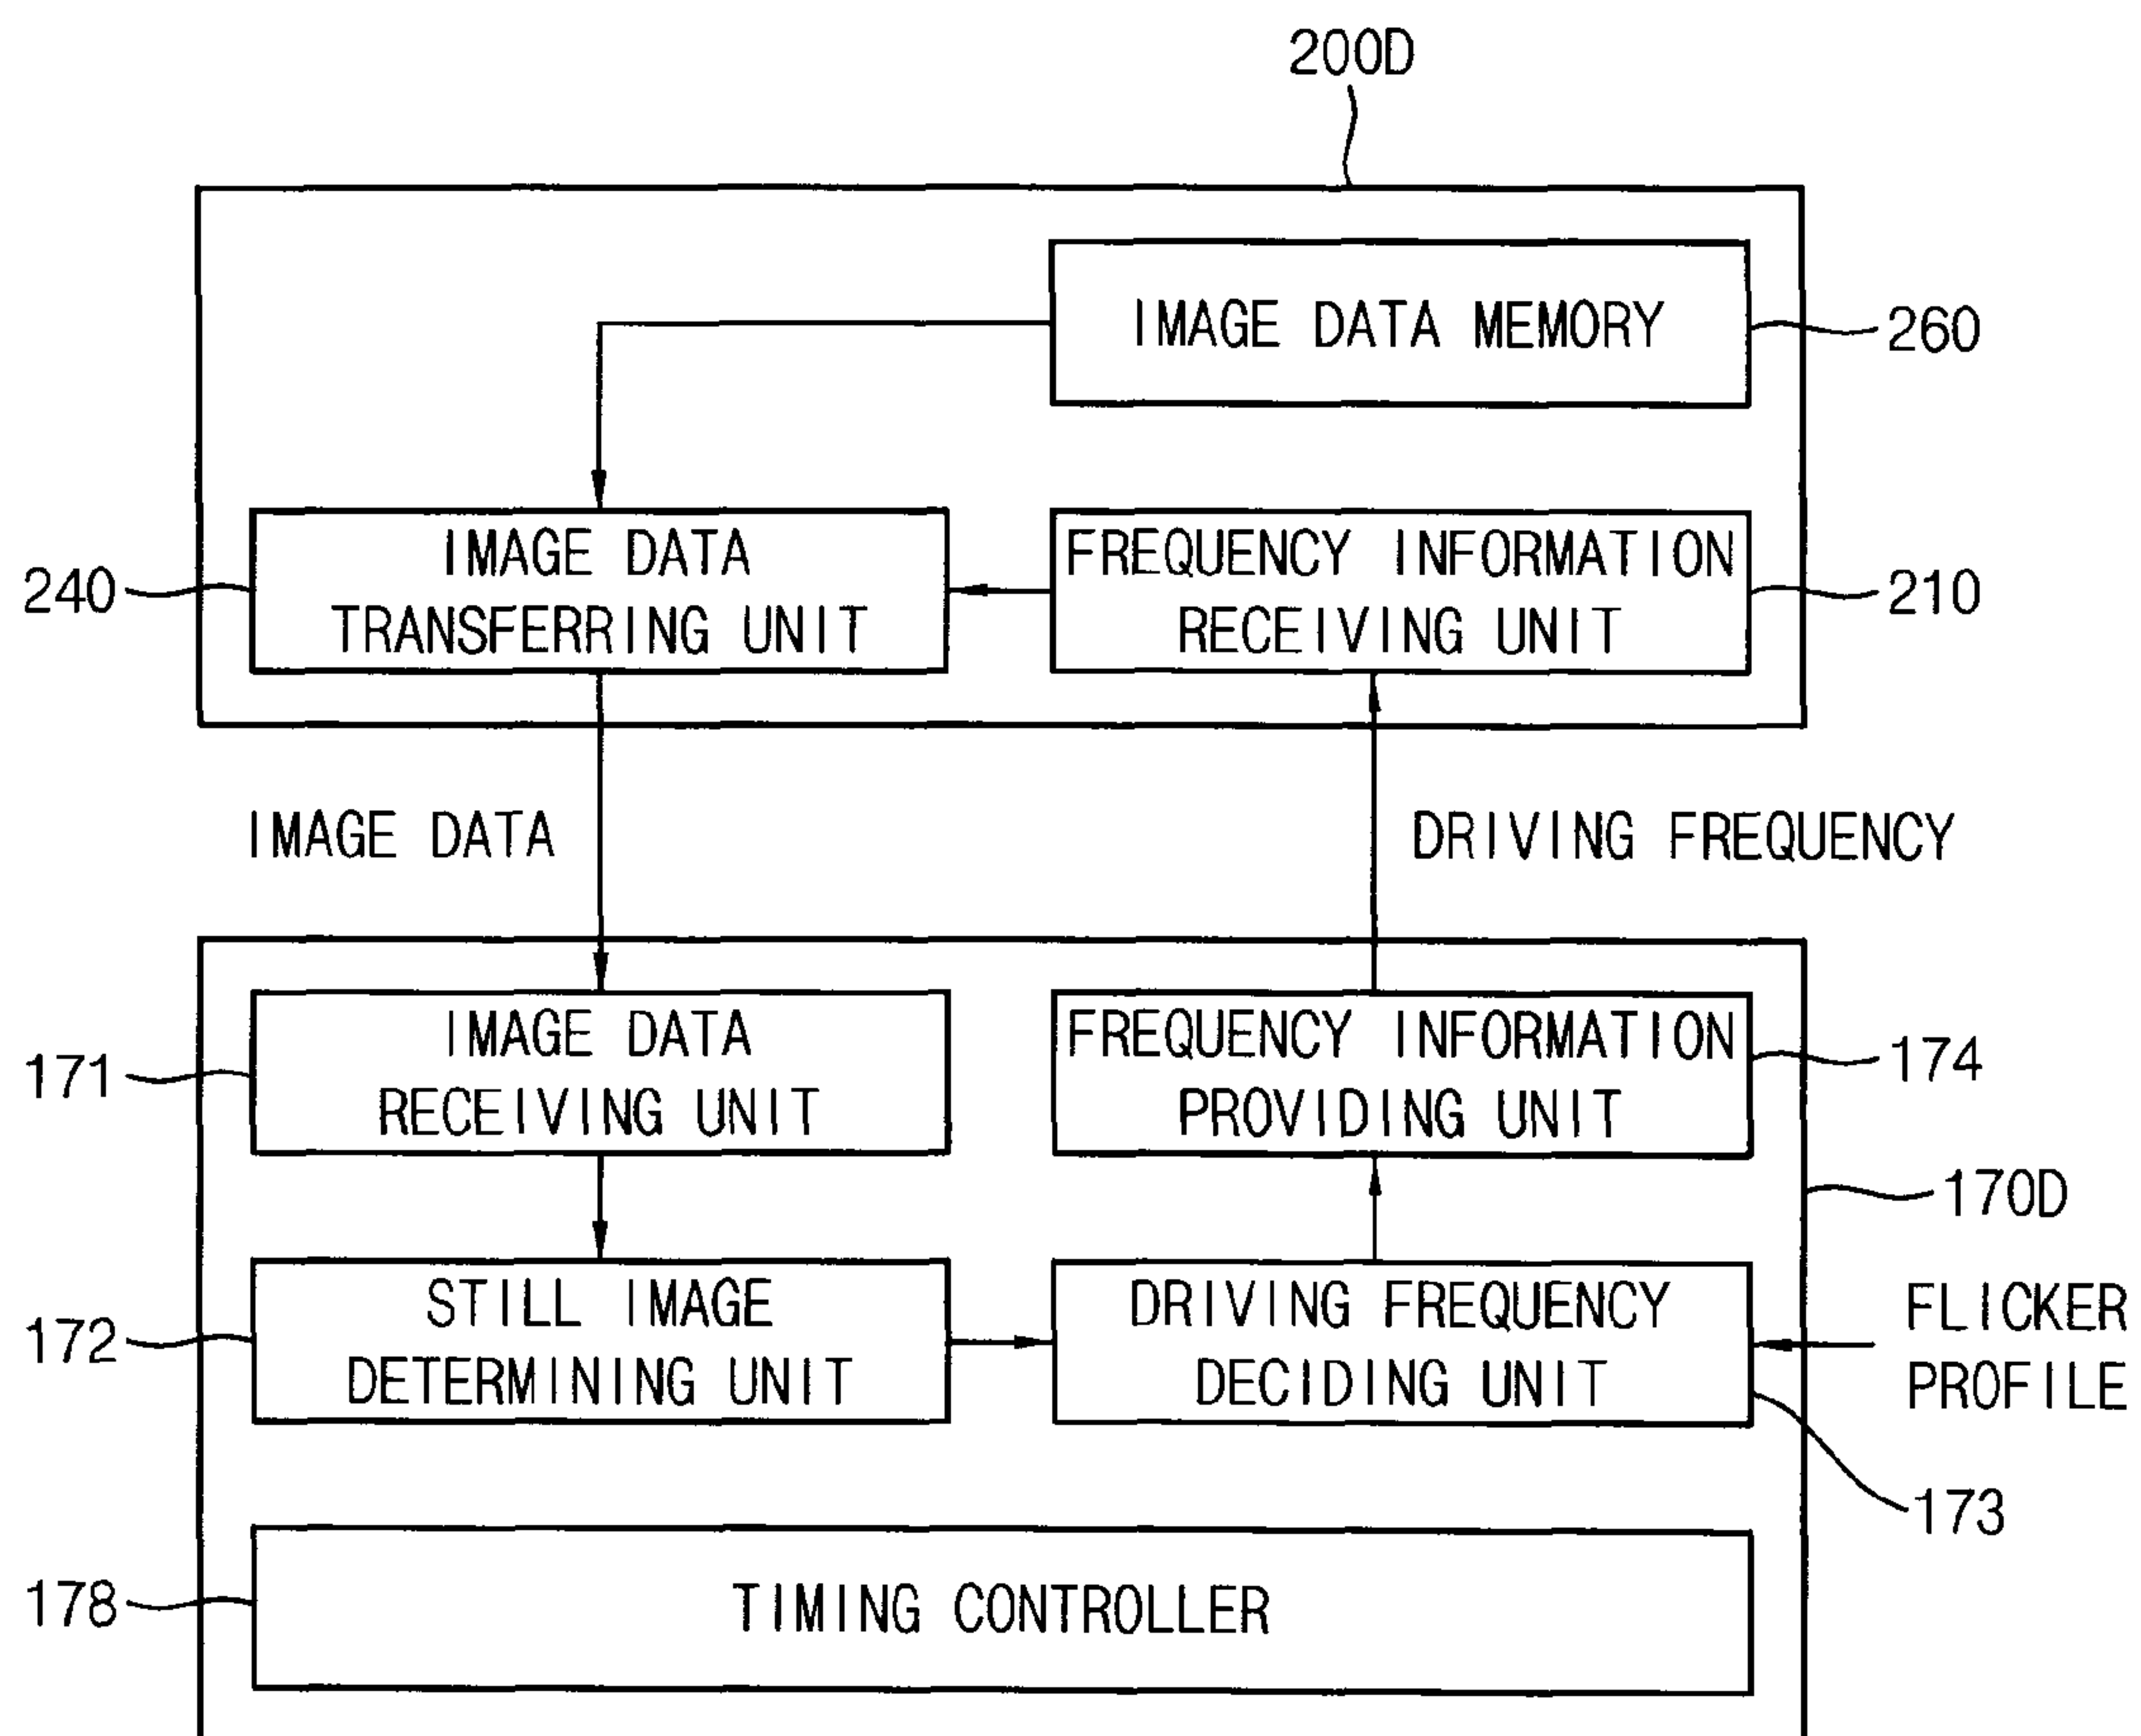 200D
IMAGE DATA MEMORY
260
IMAGE DATA
TRANSFERRING UNIT
240
FREQUENCY INFORMATION
RECEIVING UNIT
210
IMAGE DATA
DRIVING FREQUENCY
IMAGE DATA
RECEIVING UNIT
171
FREQUENCY INFORMATION
PROVIDING UNIT
174
170D
STILL IMAGE
DETERMINING UNIT
172
DRIVING FREQUENCY
DECIDING UNIT
FLICKER
PROFILE
173
TIMING CONTROLLER
178